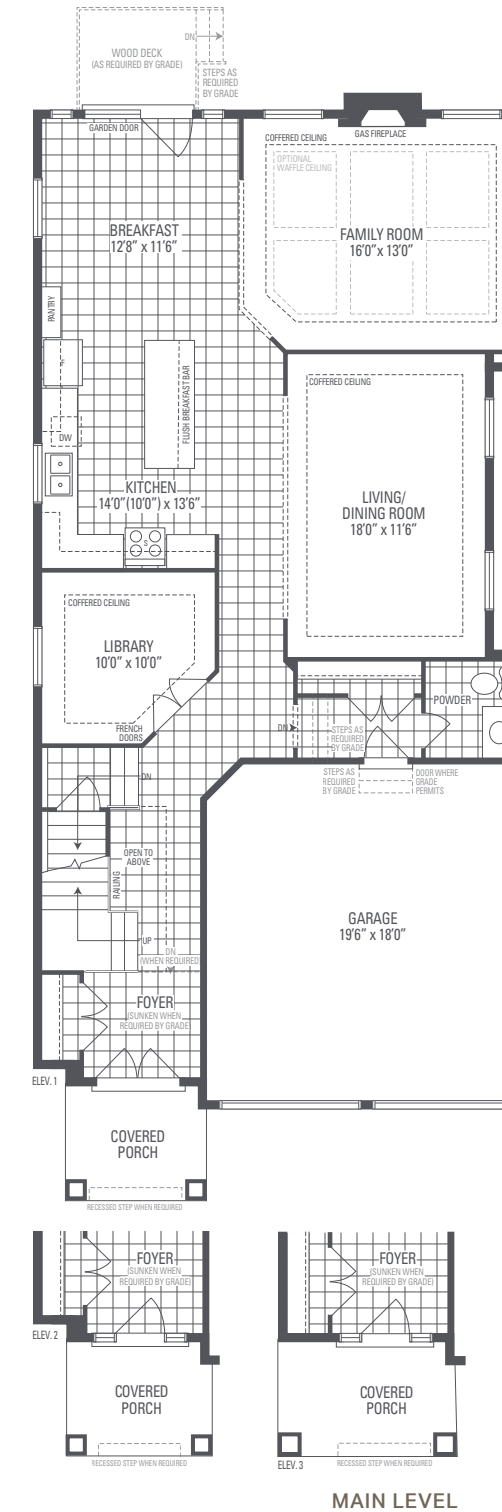 DN
WOOD DECK
(AS REQUIRED BY GRADE)
STEPS AS
REQUIRED
BY GRADE
GARDEN DOOR
COFFERED CEILING
GAS FIREPLACE
OPTIONAL
WAFFLE CEILING
BREAKFAST
12'8" x 11'6"
FAMILY ROOM
16'0" x 13'0"
PANTRY
F
FLUSH BREAKFAST BAR
COFFERED CEILING
DW
KITCHEN
14'0"(10'0") x 13'6"
LIVING/
DINING ROOM
18'0" x 11'6"
S
COFFERED CEILING
LIBRARY
10'0" x 10'0"
FRENCH
DOORS
POWDER
DN
STEPS AS
REQUIRED
BY GRADE
STEPS AS
REQUIRED
BY GRADE
DOOR WHERE
GRADE
PERMITS
DN
OPEN TO
ABOVE
RAILING
GARAGE
19'6" x 18'0"
UP
DN
(WHEN REQUIRED)
FOYER
(SUNKEN WHEN
REQUIRED BY GRADE)
ELEV. 1
COVERED
PORCH
RECESSED STEP WHEN REQUIRED
FOYER
(SUNKEN WHEN
REQUIRED BY GRADE)
ELEV. 2
COVERED
PORCH
RECESSED STEP WHEN REQUIRED
FOYER
(SUNKEN WHEN
REQUIRED BY GRADE)
COVERED
PORCH
ELEV. 3
RECESSED STEP WHEN REQUIRED
MAIN LEVEL